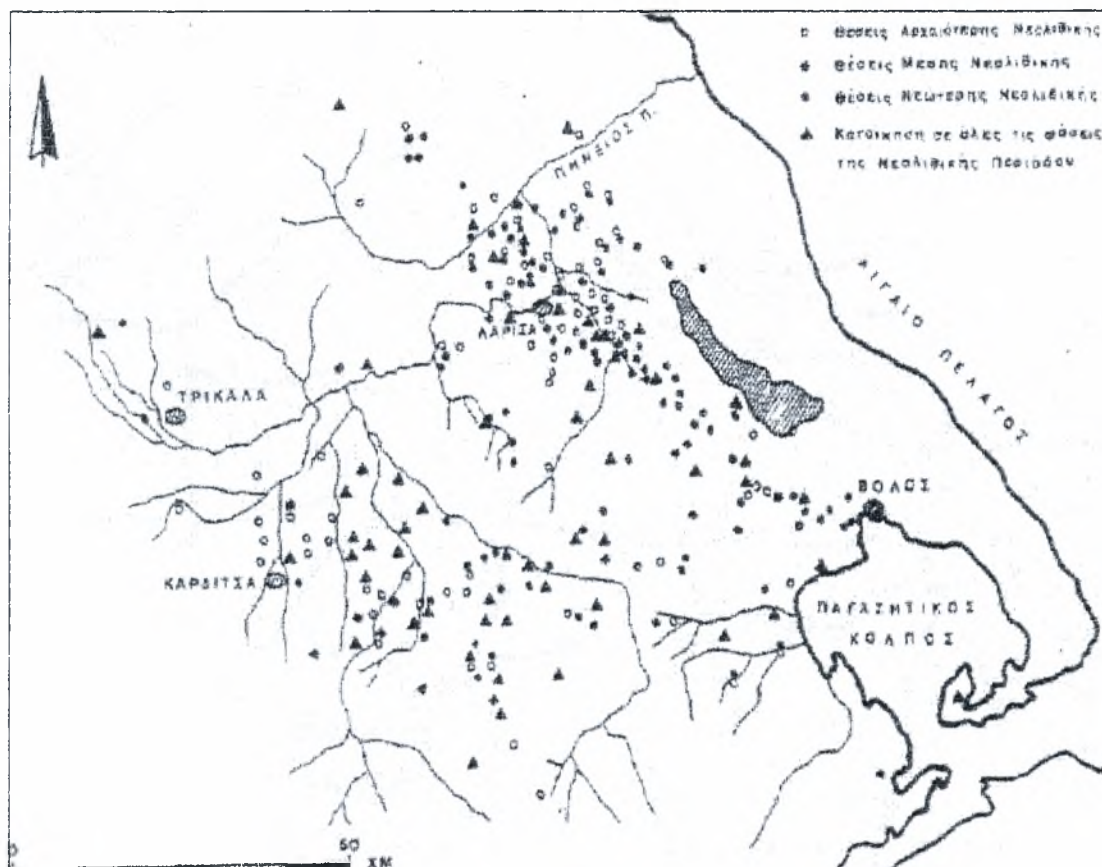 Θέσεις Αρχαιότερης Νεολιθικής
Θέσεις Μέσης Νεολιθικής
Θέσεις Νεώτερης Νεολιθικής
Κατοίκηση σε όλες τις φάσεις
της Νεολιθικής Περιόδου
ΠΗΝΕΙΟΣ Π.
ΑΙΓΑΙΟ ΠΕΛΑΓΟΣ
ΛΑΡΙΣΑ
ΤΡΙΚΑΛΑ
ΒΟΛΟΣ
ΚΑΡΔΙΤΣΑ
ΠΑΓΑΣΗΤΙΚΟΣ
ΚΟΛΠΟΣ
0 50
ΧΜ